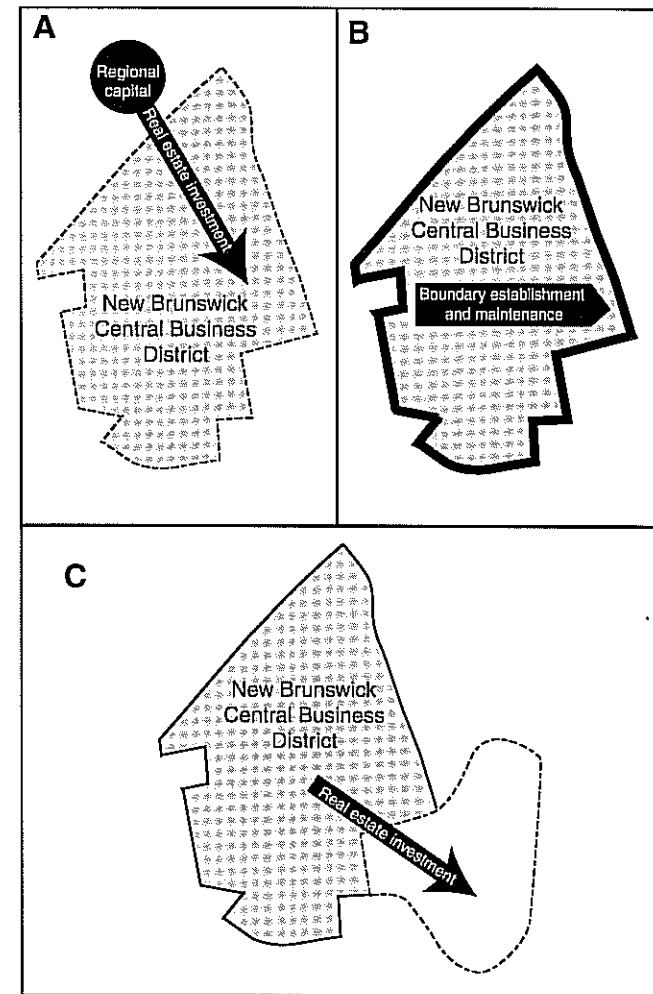 A
Regional
capital
Real estate investment
New Brunswick
Central Business
District
B
New Brunswick
Central Business
District
Boundary establishment
and maintenance
C
New Brunswick
Central Business
District
Real estate investment